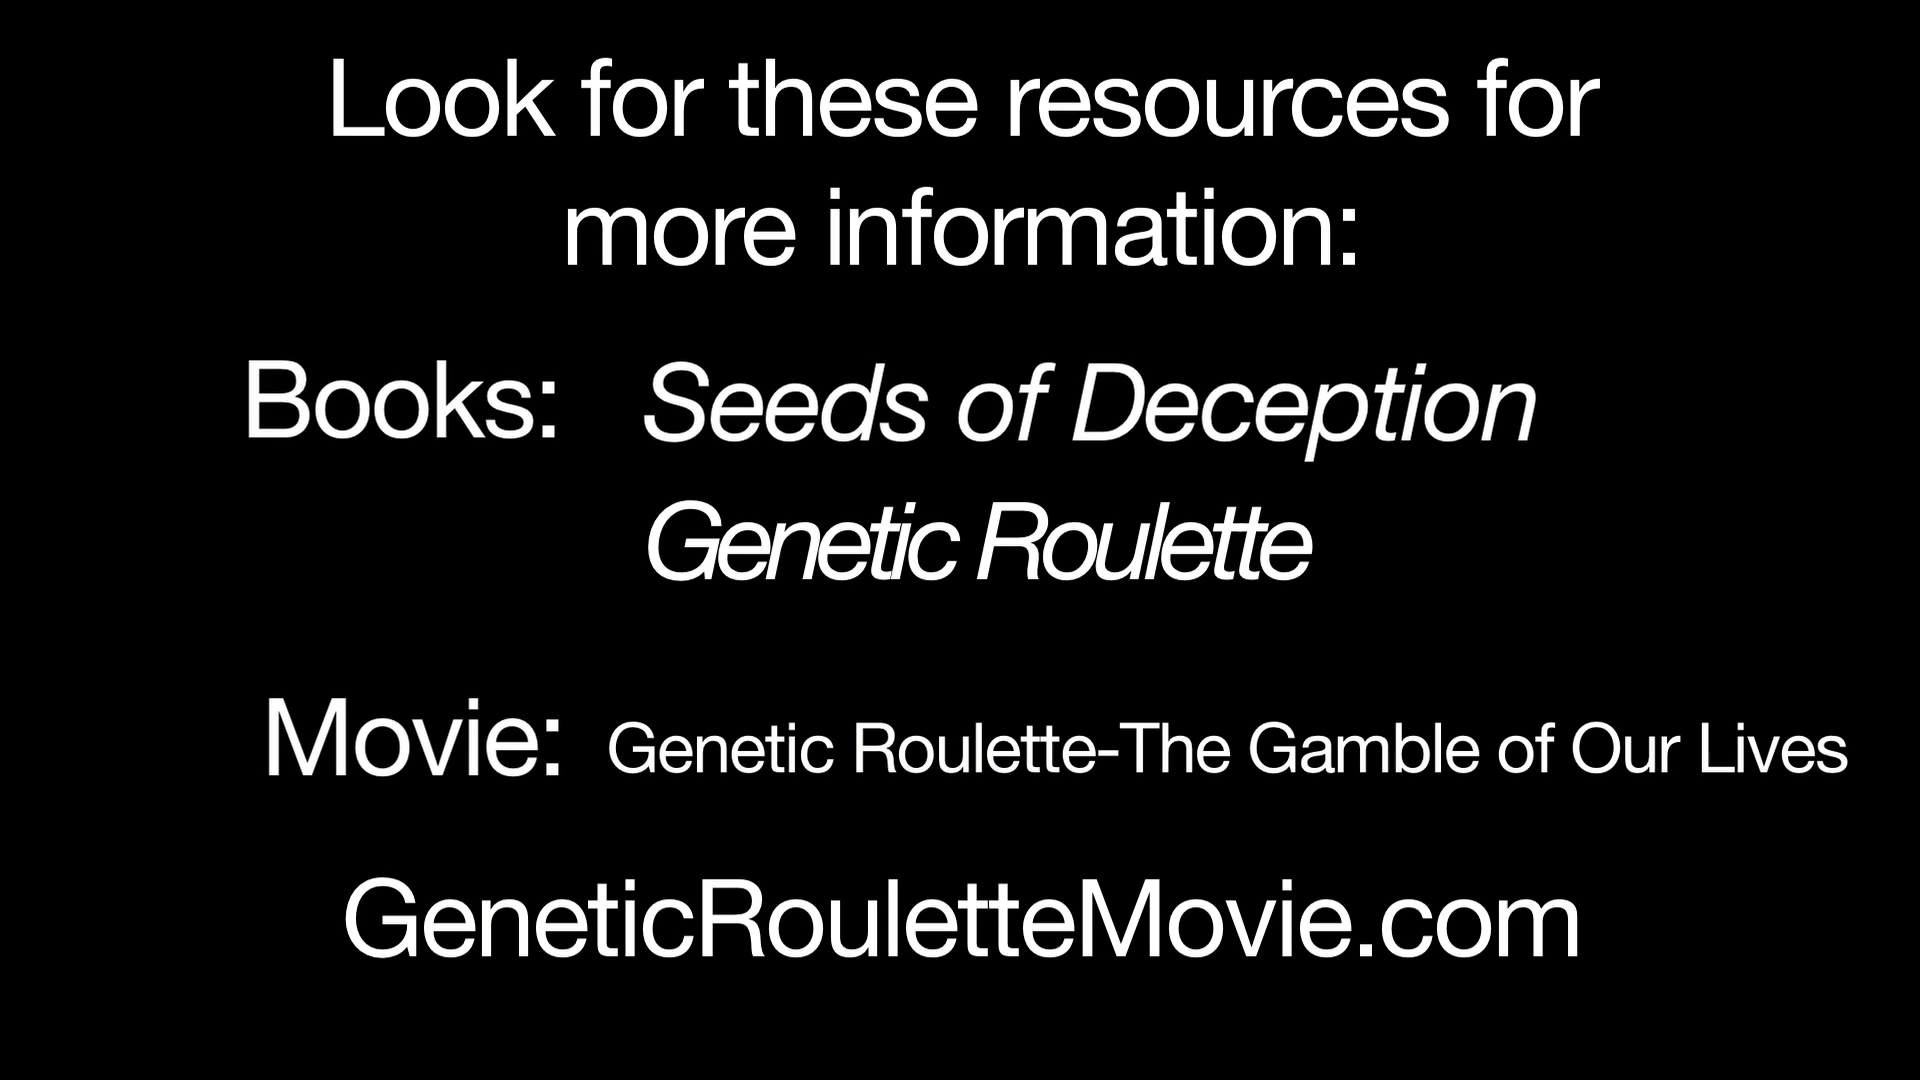 Look for these resources for
more information:
Books: Seeds of Deception
Genetic Roulette
Movie: Genetic Roulette-The Gamble of Our Lives
GeneticRouletteMovie.com